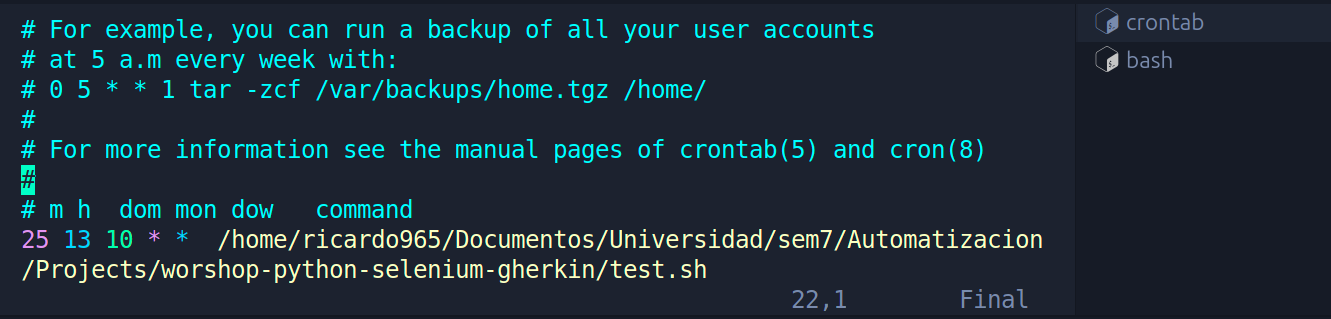 # For example, you can run a backup of all your user accounts
# at 5 a.m every week with:
# 0 5 * * 1 tar -zcf /var/backups/home.tgz /home/
#
# For more information see the manual pages of crontab(5) and cron(8)
#
# m h  dom mon dow   command
25 13 10 * *  /home/ricardo965/Documentos/Universidad/sem7/Automatizacion
/Projects/worshop-python-selenium-gherkin/test.sh
22,1 Final
crontab
bash